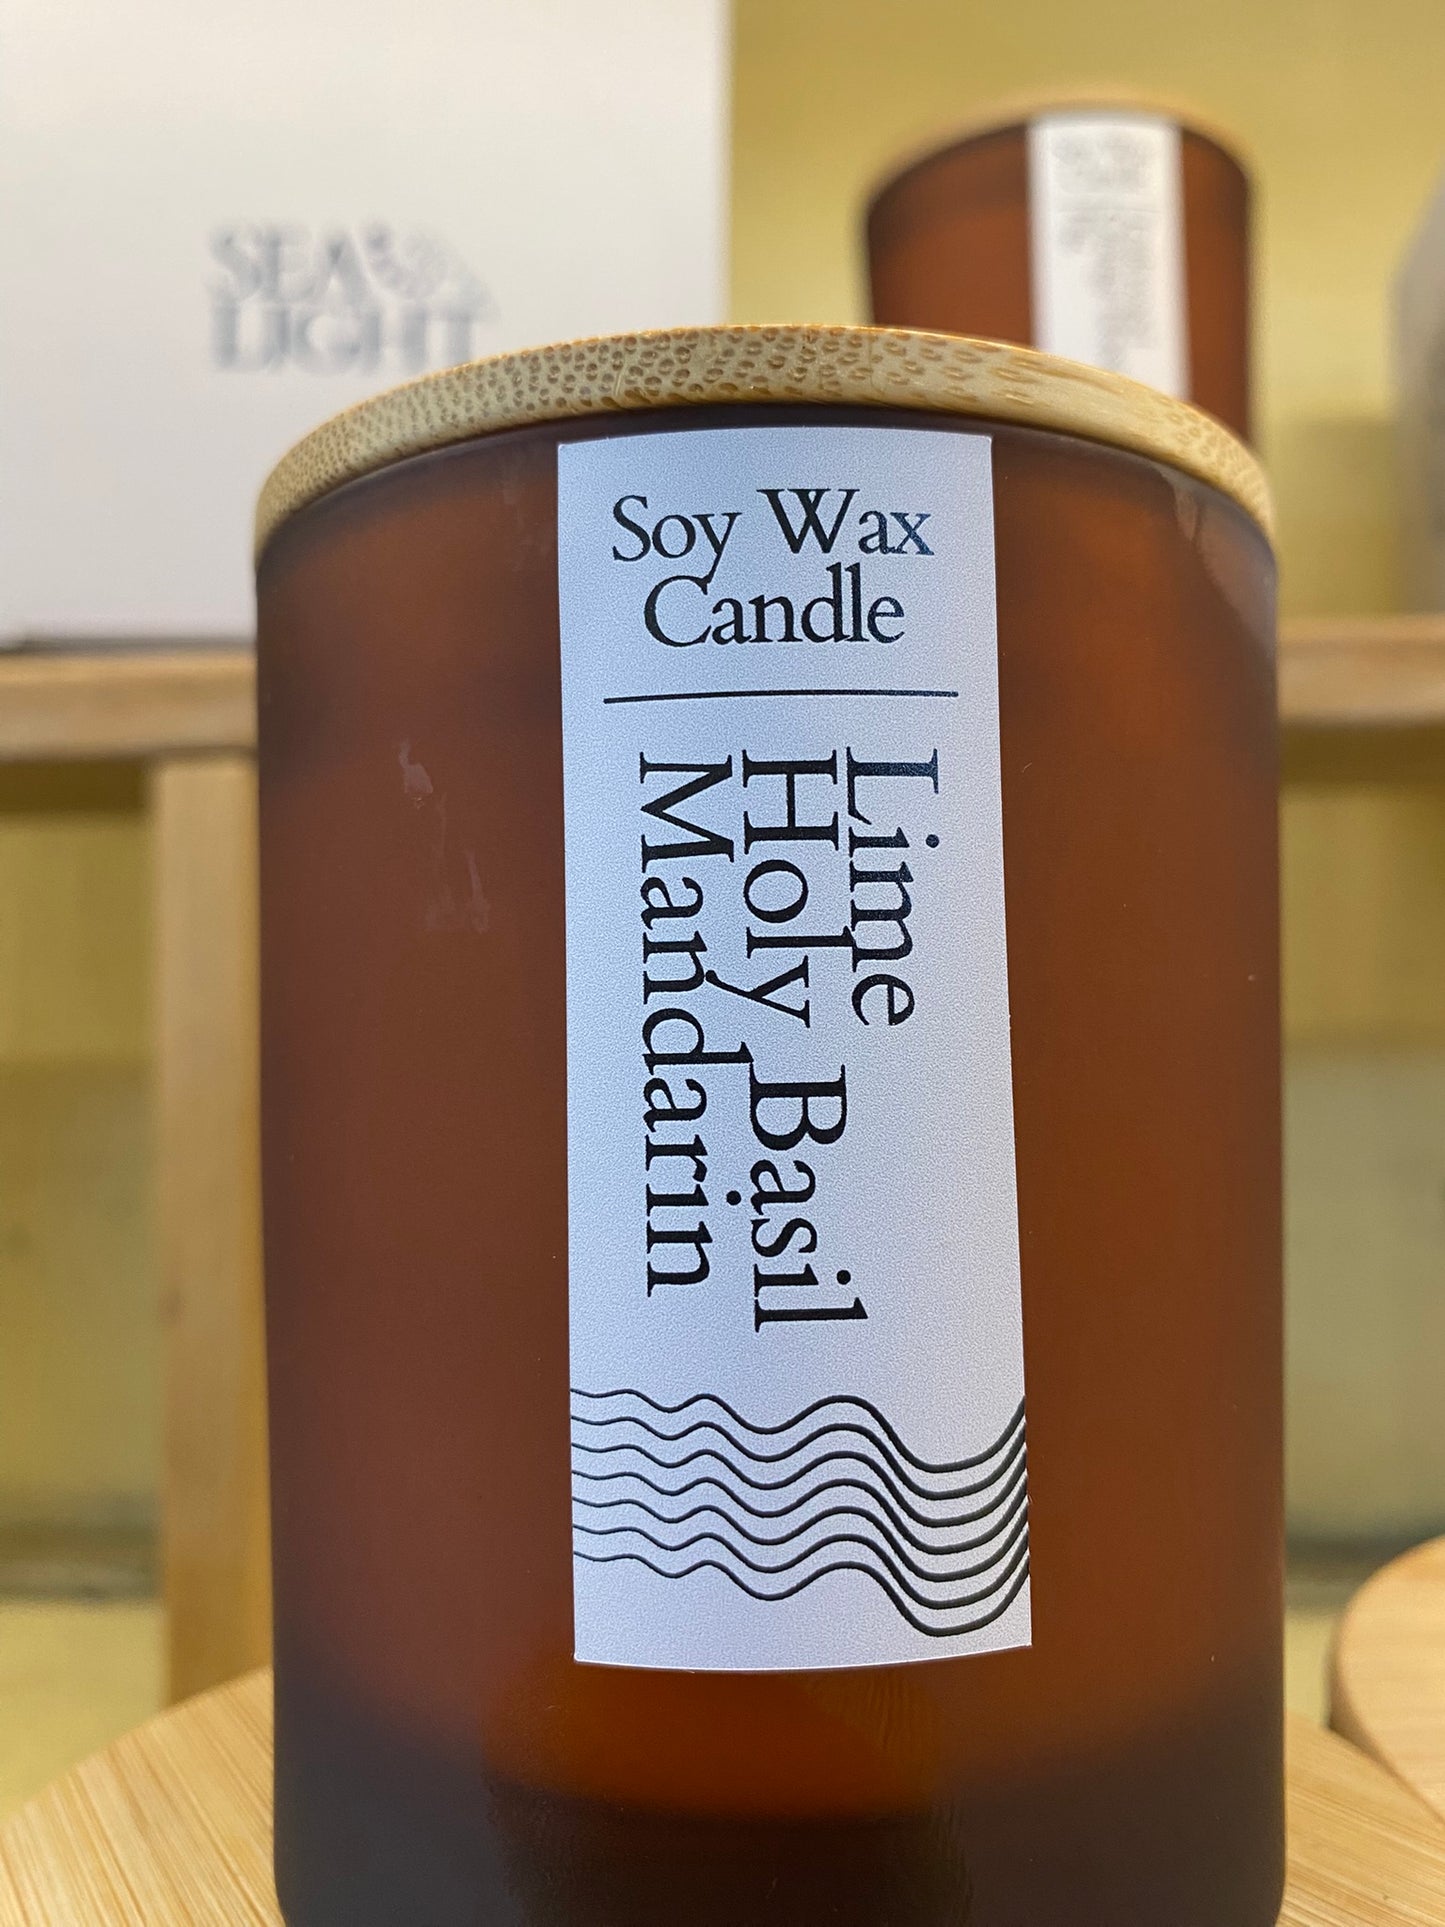 SEA
LIGHT
Soy Wax
Candle
Lime
Holy Basil
Mandarin